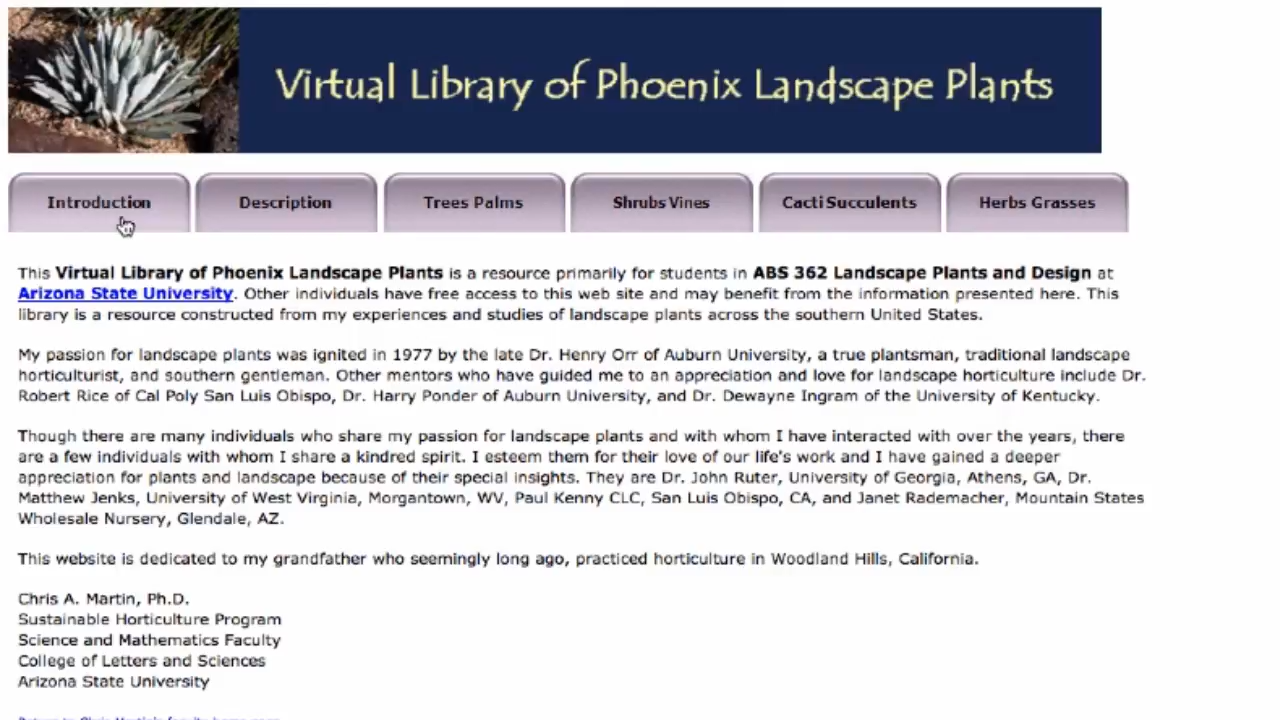 Virtual Library of Phoenix Landscape Plants
Introduction Description Trees Palms Shrubs Vines Cacti Succulents Herbs Grasses
This Virtual Library of Phoenix Landscape Plants is a resource primarily for students in ABS 362 Landscape Plants and Design at
Arizona State University. Other individuals have free access to this web site and may benefit from the information presented here. This
library is a resource constructed from my experiences and studies of landscape plants across the southern United States.
My passion for landscape plants was ignited in 1977 by the late Dr. Henry Orr of Auburn University, a true plantsman, traditional landscape
horticulturist, and southern gentleman. Other mentors who have guided me to an appreciation and love for landscape horticulture include Dr.
Robert Rice of Cal Poly San Luis Obispo, Dr. Harry Ponder of Auburn University, and Dr. Dewayne Ingram of the University of Kentucky.
Though there are many individuals who share my passion for landscape plants and with whom I have interacted with over the years, there
are a few individuals with whom I share a kindred spirit. I esteem them for their love of our life's work and I have gained a deeper
appreciation for plants and landscape because of their special insights. They are Dr. John Ruter, University of Georgia, Athens, GA, Dr.
Matthew Jenks, University of West Virginia, Morgantown, WV, Paul Kenny CLC, San Luis Obispo, CA, and Janet Rademacher, Mountain States
Wholesale Nursery, Glendale, AZ.
This website is dedicated to my grandfather who seemingly long ago, practiced horticulture in Woodland Hills, California.
Chris A. Martin, Ph.D.
Sustainable Horticulture Program
Science and Mathematics Faculty
College of Letters and Sciences
Arizona State University